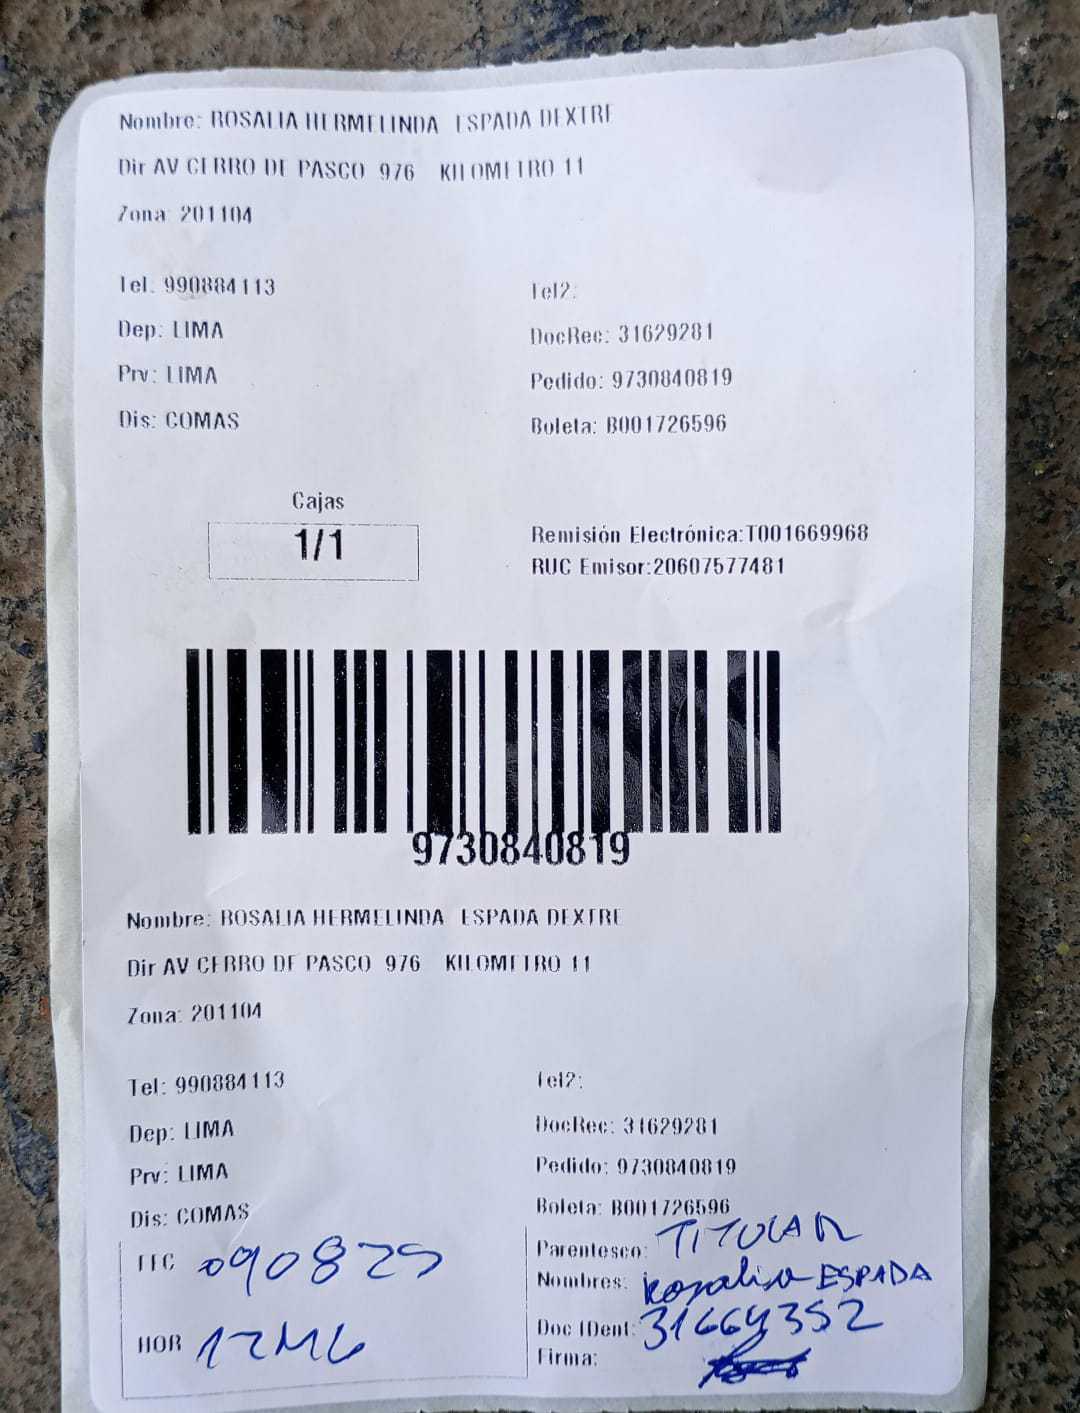 Nombre: ROSALIA HERMELINDA ESPADA DEXTRE
Dir AV CERRO DE PASCO 976 KILOMETRO 11
Zona: 201104
Tel: 990884113 Tel2:
Dep: LIMA DocRec: 31629281
Prv: LIMA Pedido: 9730840819
Dis: COMAS Boleta: B001726596
Cajas
1/1
Remisión Electrónica:T001669968
RUC Emisor:20607577481
9730840819
Nombre: ROSALIA HERMELINDA ESPADA DEXTRE
Dir AV CERRO DE PASCO 976 KILOMETRO 11
Zona: 201104
Tel: 990884113 Tel2:
Dep: LIMA DocRec: 31629281
Prv: LIMA Pedido: 9730840819
Dis: COMAS Boleta: B001726596
FEC 090825 Parentesco: TITULAR
Nombres: Rosalia ESPADA
HOR Doc IDent: 31664352
Firma: